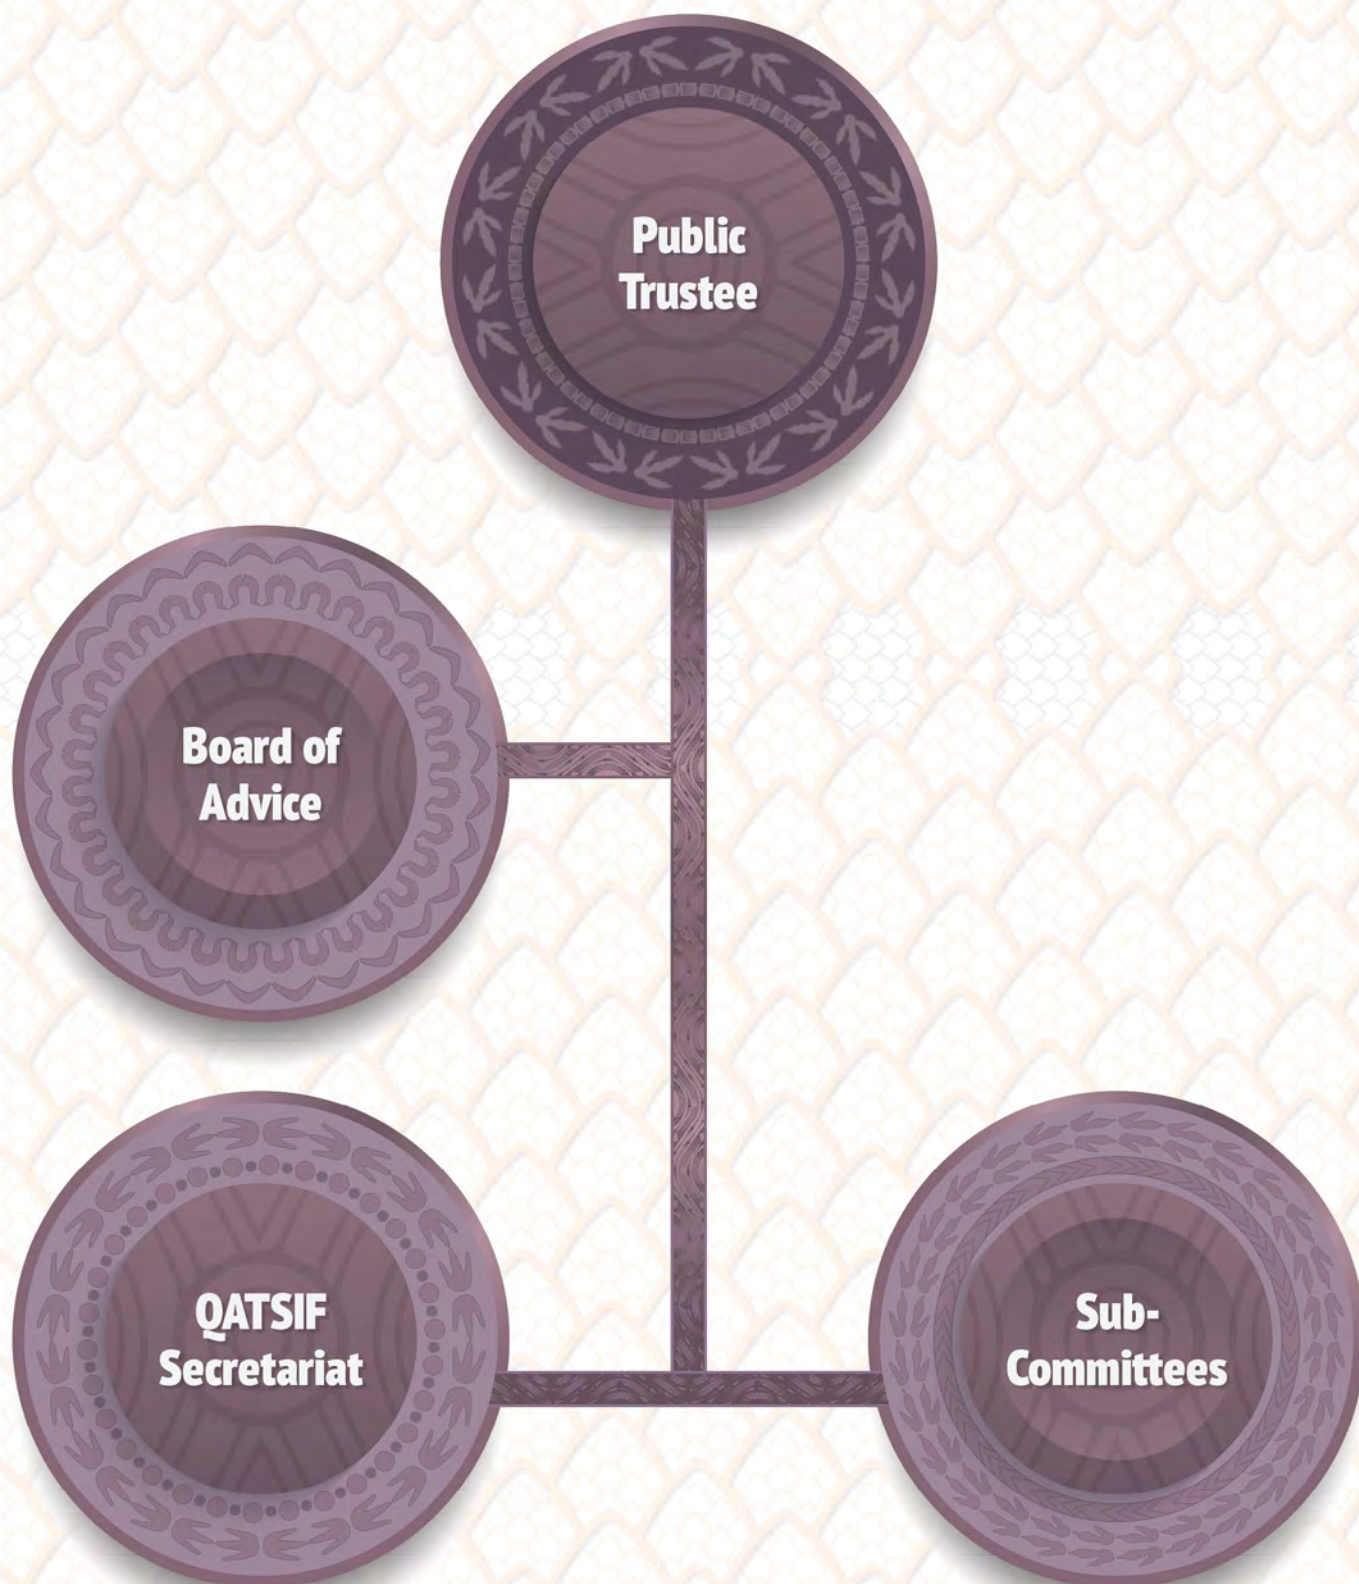 Public
Trustee
Board of
Advice
QATSIF
Secretariat
Sub-
Committees